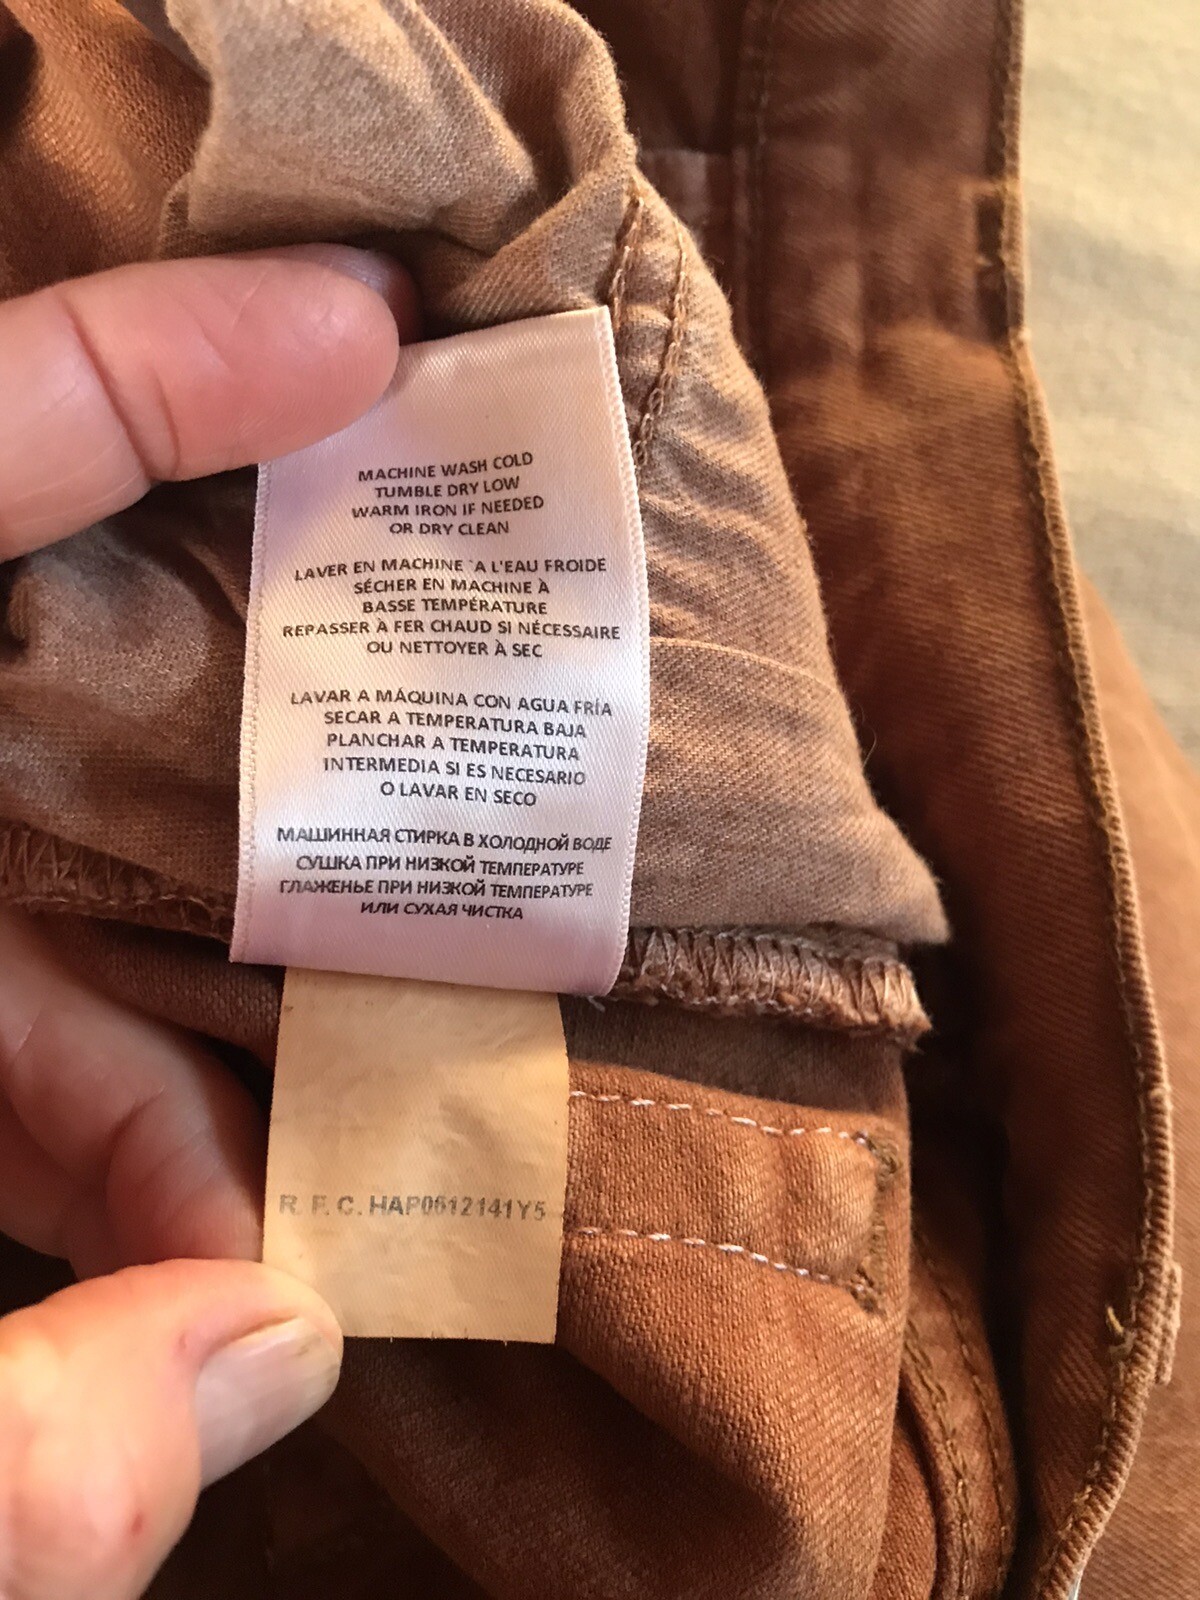 MACHINE WASH COLD
TUMBLE DRY LOW
WARM IRON IF NEEDED
OR DRY CLEAN
LAVER EN MACHINE `A L'EAU FROIDE
SÉCHER EN MACHINE À
BASSE TEMPÉRATURE
REPASSER À FER CHAUD SI NÉCESSAIRE
OU NETTOYER À SEC
LAVAR A MÁQUINA CON AGUA FRÍA
SECAR A TEMPERATURA BAJA
PLANCHAR A TEMPERATURA
INTERMEDIA SI ES NECESARIO
O LAVAR EN SECO
МАШИННАЯ СТИРКА В ХОЛОДНОЙ ВОДЕ
СУШКА ПРИ НИЗКОЙ ТЕМПЕРАТУРЕ
ГЛАЖЕНЬЕ ПРИ НИЗКОЙ ТЕМПЕРАТУРЕ
ИЛИ СУХАЯ ЧИСТКА
R. F. C. HAP0612141Y5